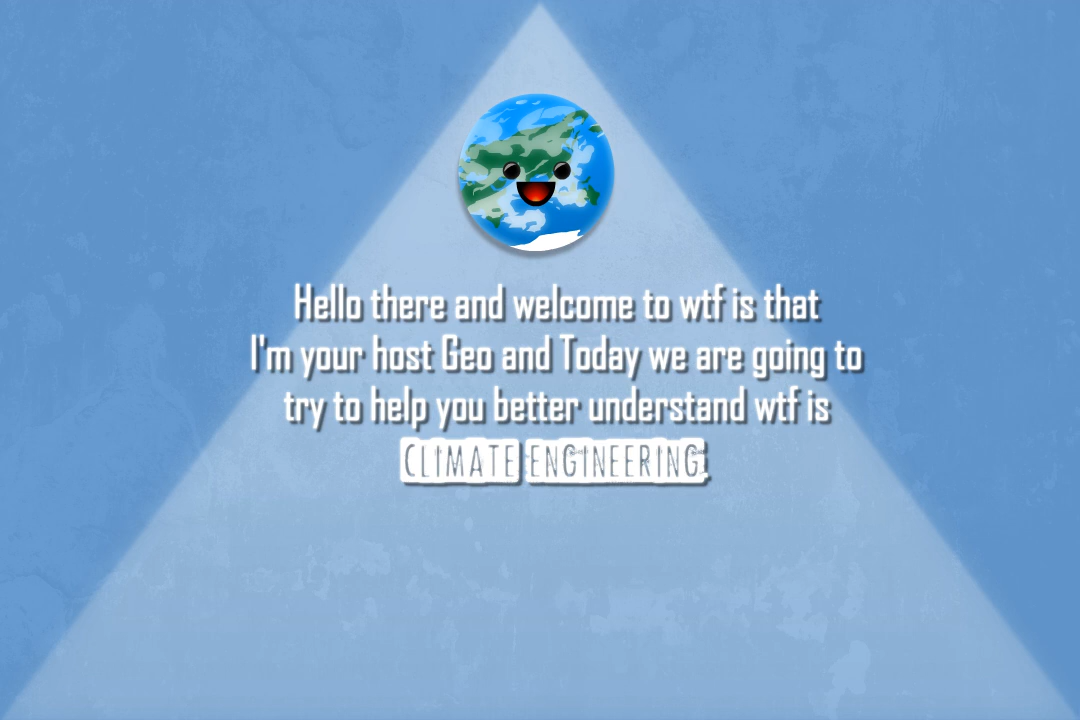 Hello there and welcome to wtf is that
I'm your host Geo and Today we are going to
try to help you better understand wtf is
CLIMATE ENGINEERING.